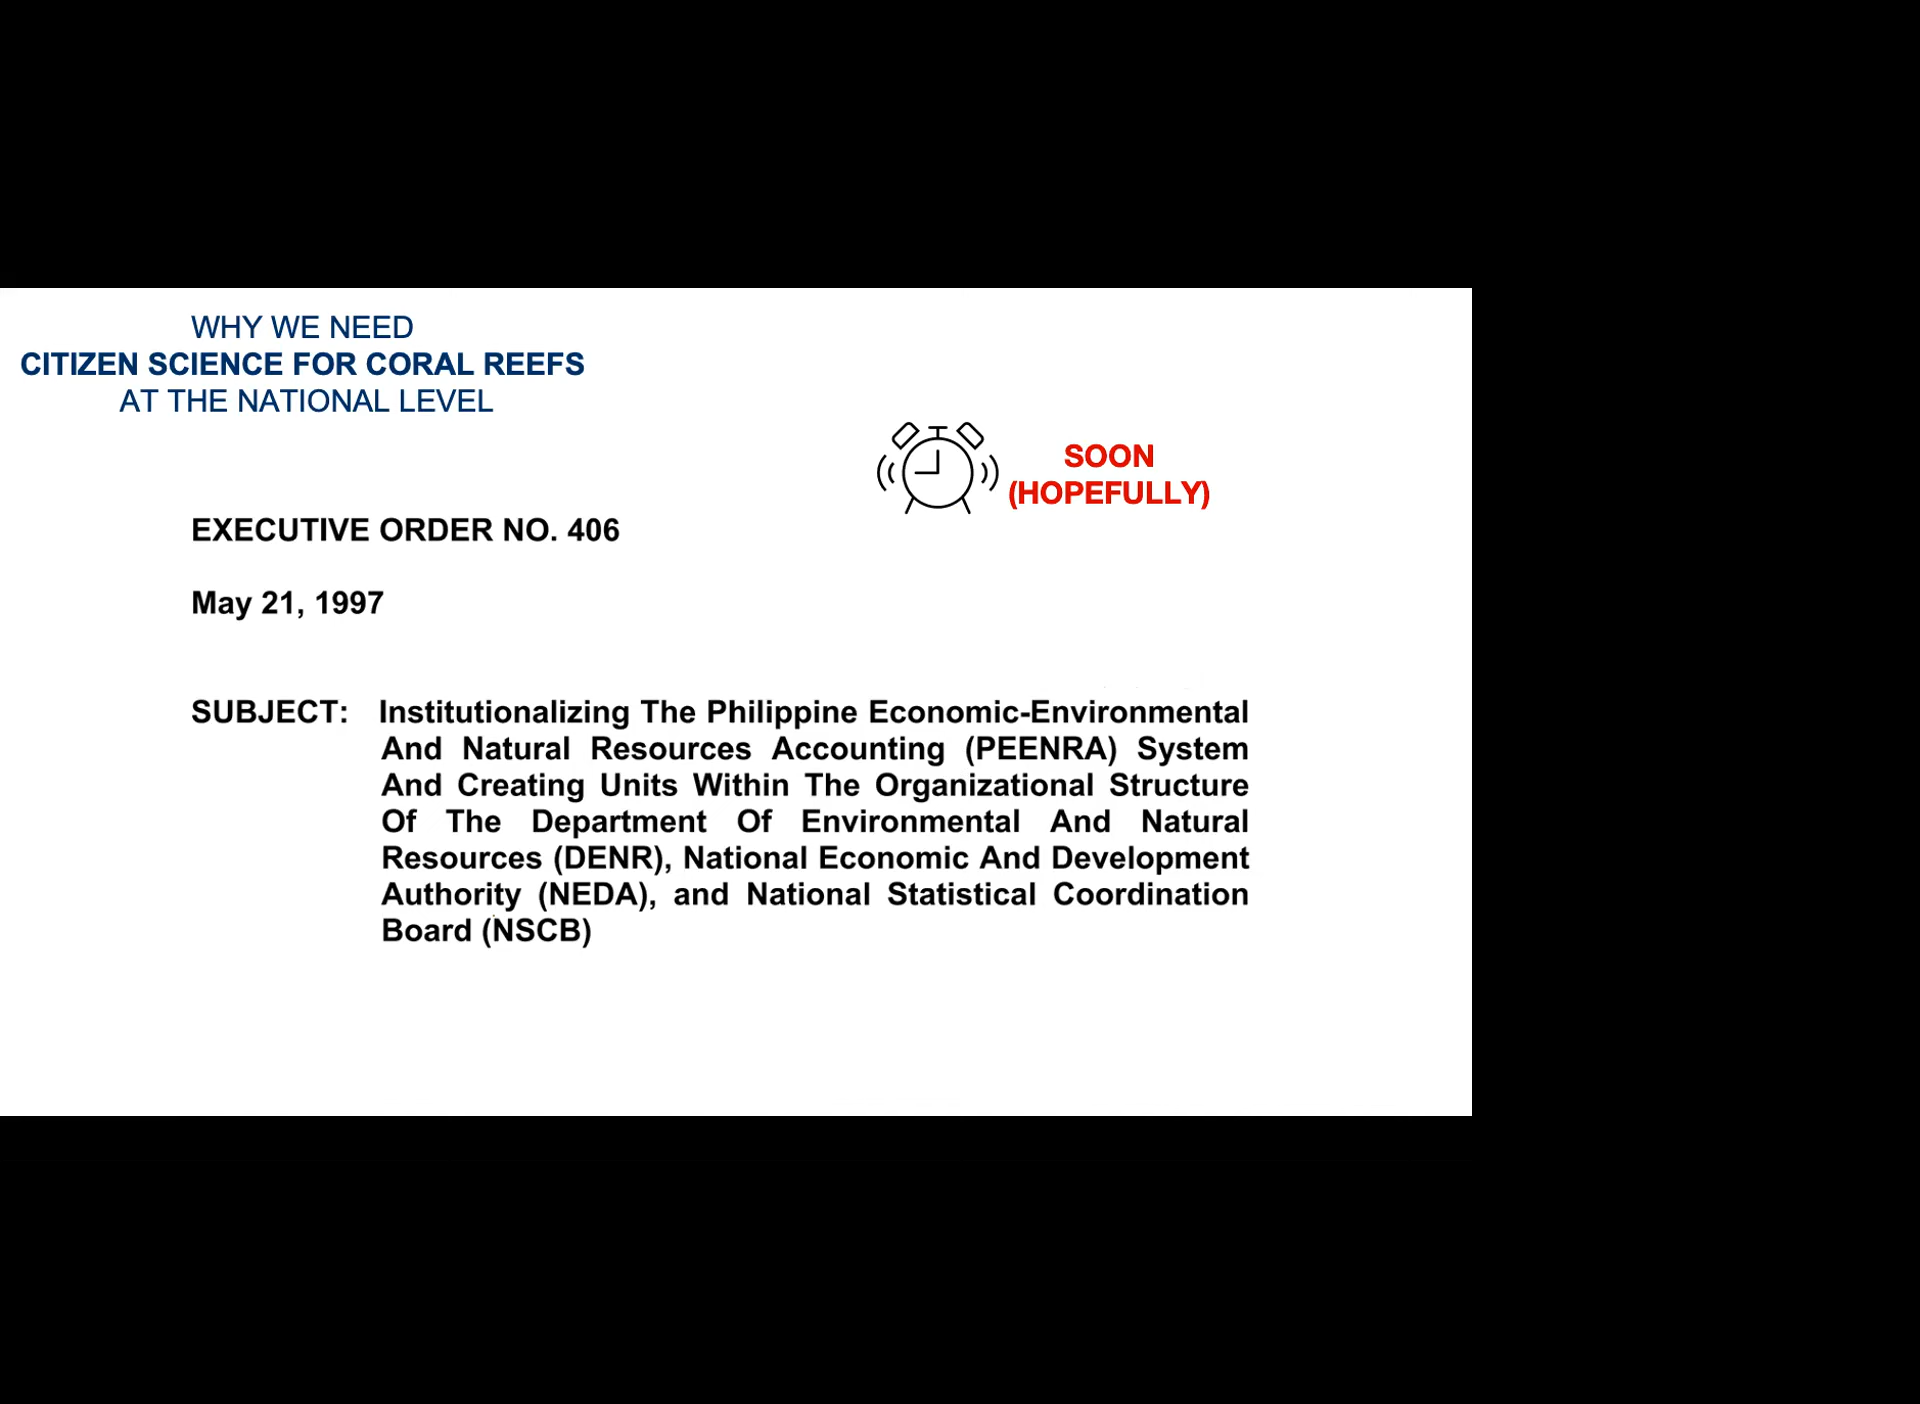 WHY WE NEED
CITIZEN SCIENCE FOR CORAL REEFS
AT THE NATIONAL LEVEL
SOON
(HOPEFULLY)
EXECUTIVE ORDER NO. 406
May 21, 1997
SUBJECT: Institutionalizing The Philippine Economic-Environmental
And Natural Resources Accounting (PEENRA) System
And Creating Units Within The Organizational Structure
Of The Department Of Environmental And Natural
Resources (DENR), National Economic And Development
Authority (NEDA), and National Statistical Coordination
Board (NSCB)